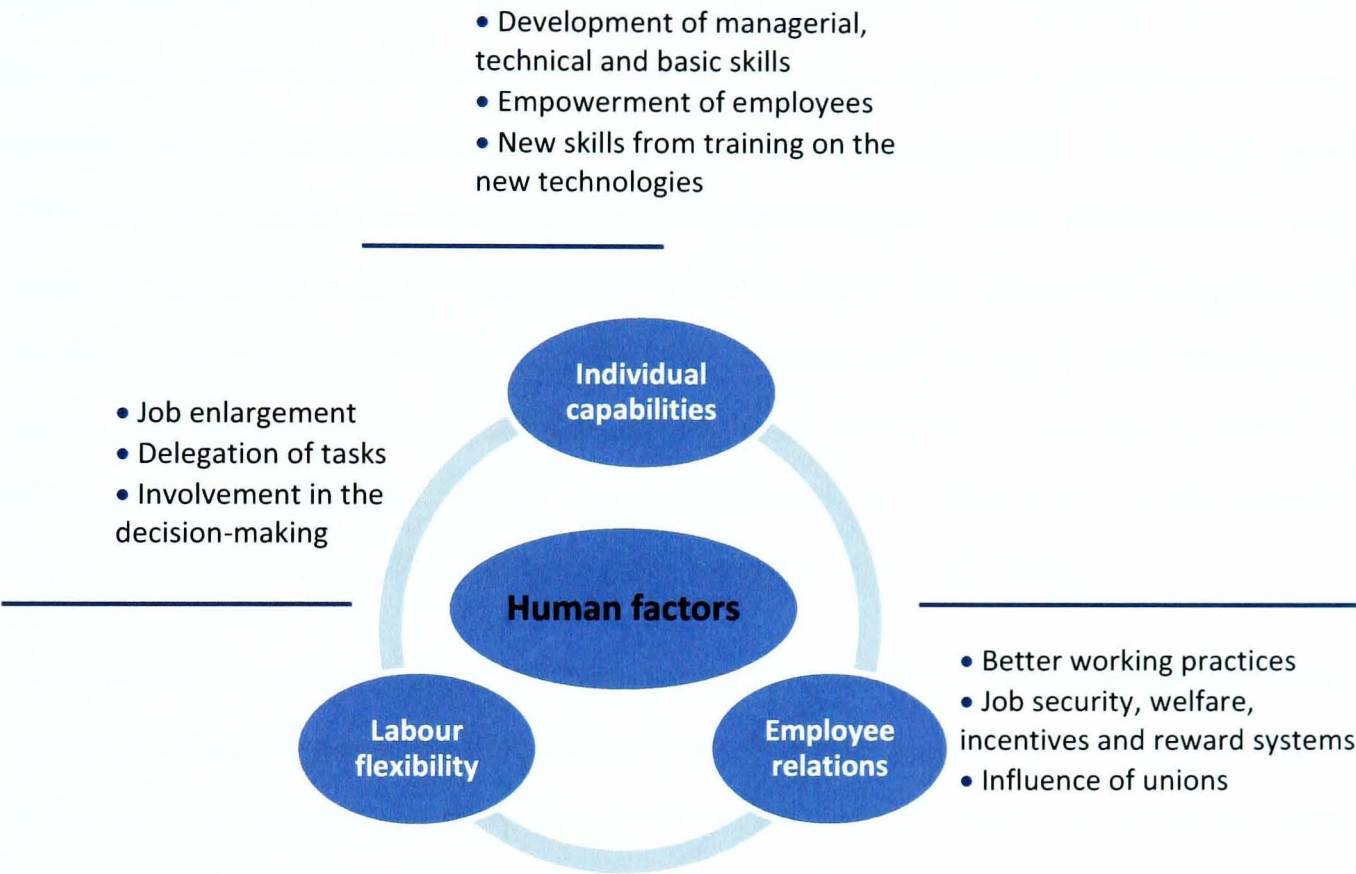 • Development of managerial,
technical and basic skills
• Empowerment of employees
• New skills from training on the
new technologies
Individual
capabilities
• Job enlargement
• Delegation of tasks
• Involvement in the
decision-making
Human factors
Labour
flexibility
Employee
relations
• Better working practices
• Job security, welfare,
incentives and reward systems
• Influence of unions